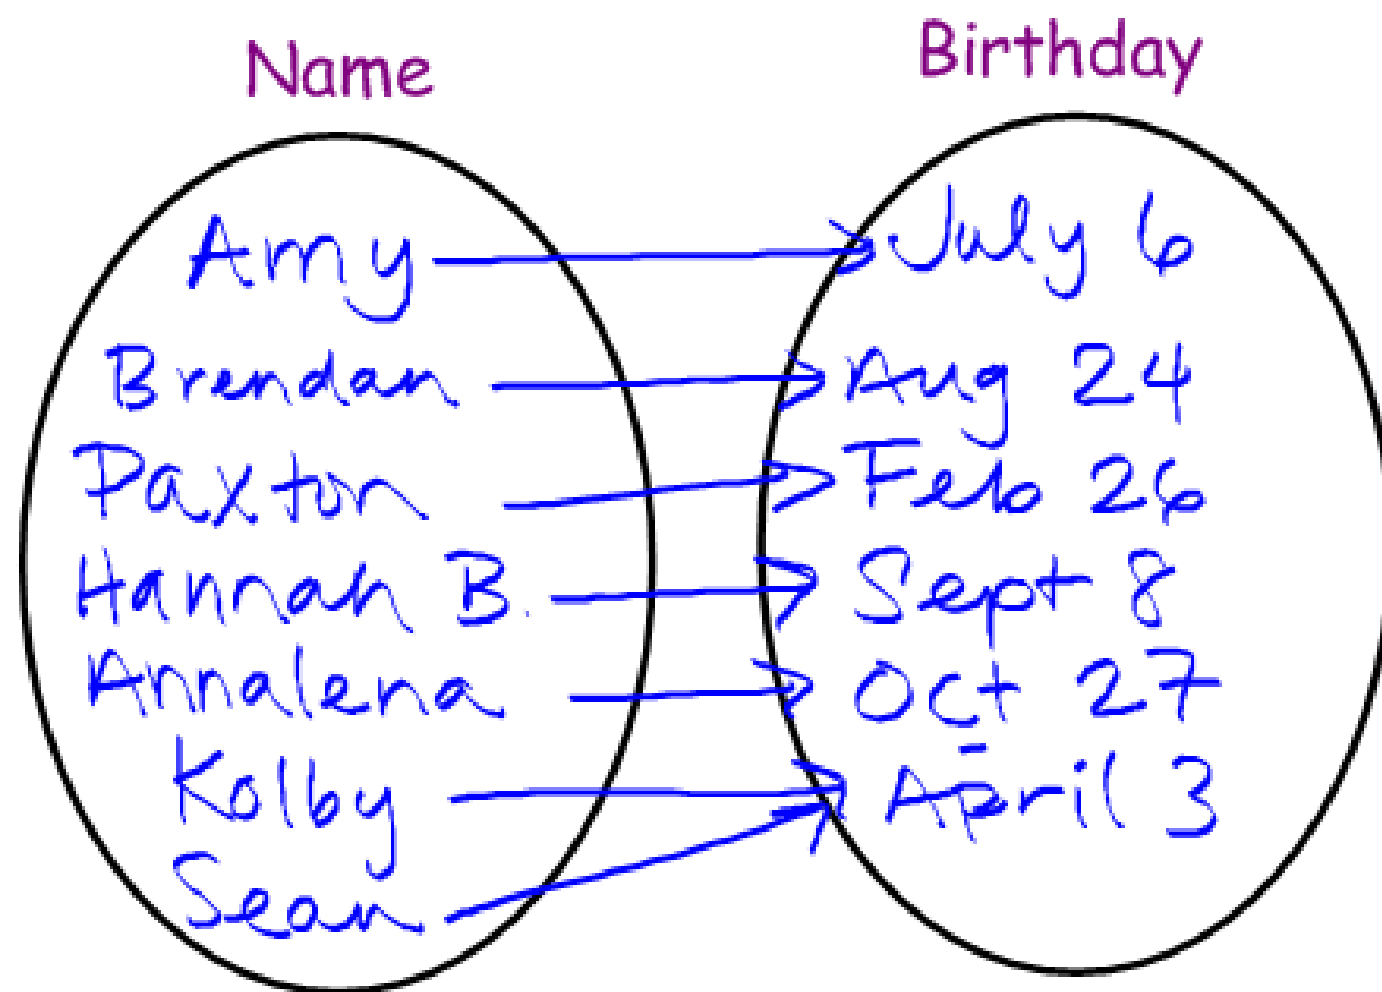 Name Birthday
Amy July 6
Brendan Aug 24
Paxton Feb 26
Hannah B. Sept 8
Annalena Oct 27
Kolby April 3
Sean